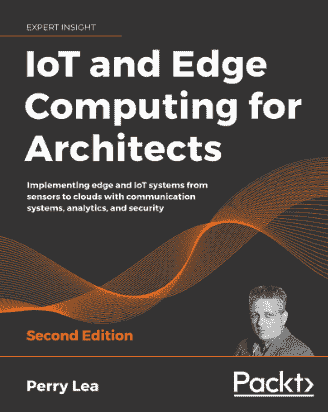 EXPERT INSIGHT
IoT and Edge
Computing for
Architects
Implementing edge and IoT systems from
sensors to clouds with communication
systems, analytics, and security
Second Edition
Perry Lea
Packt>